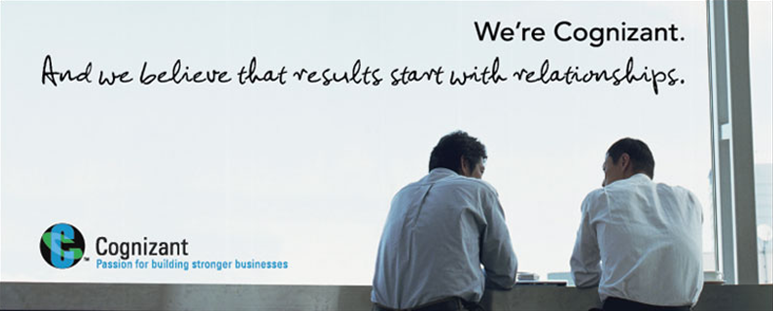 We're Cognizant.
And we believe that results start with relationships.
Cognizant
Passion for building stronger businesses